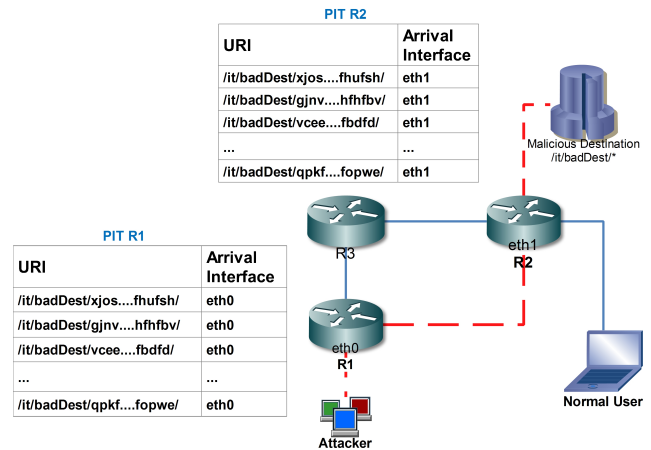 PIT R2
URI Arrival Interface
/it/badDest/xjos....fhufsh/ eth1
/it/badDest/gjnv....hfhfbv/ eth1
/it/badDest/vcee....fbdfd/ eth1
... ...
/it/badDest/qpkf....fopwe/ eth1
Malicious Destination
/it/badDest/*
R3
eth1
R2
PIT R1
URI Arrival Interface
/it/badDest/xjos....fhufsh/ eth0
/it/badDest/gjnv....hfhfbv/ eth0
/it/badDest/vcee....fbdfd/ eth0
... ...
/it/badDest/qpkf....fopwe/ eth0
eth0
R1
Normal User
Attacker